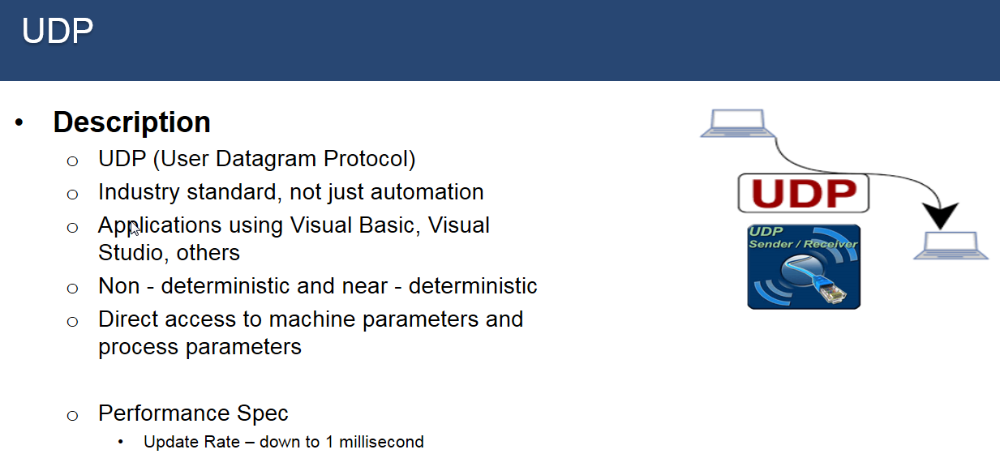 UDP
• Description
o UDP (User Datagram Protocol)
o Industry standard, not just automation
o Applications using Visual Basic, Visual
Studio, others
o Non - deterministic and near - deterministic
o Direct access to machine parameters and
process parameters
o Performance Spec
• Update Rate – down to 1 millisecond
UDP
UDP
Sender / Receiver